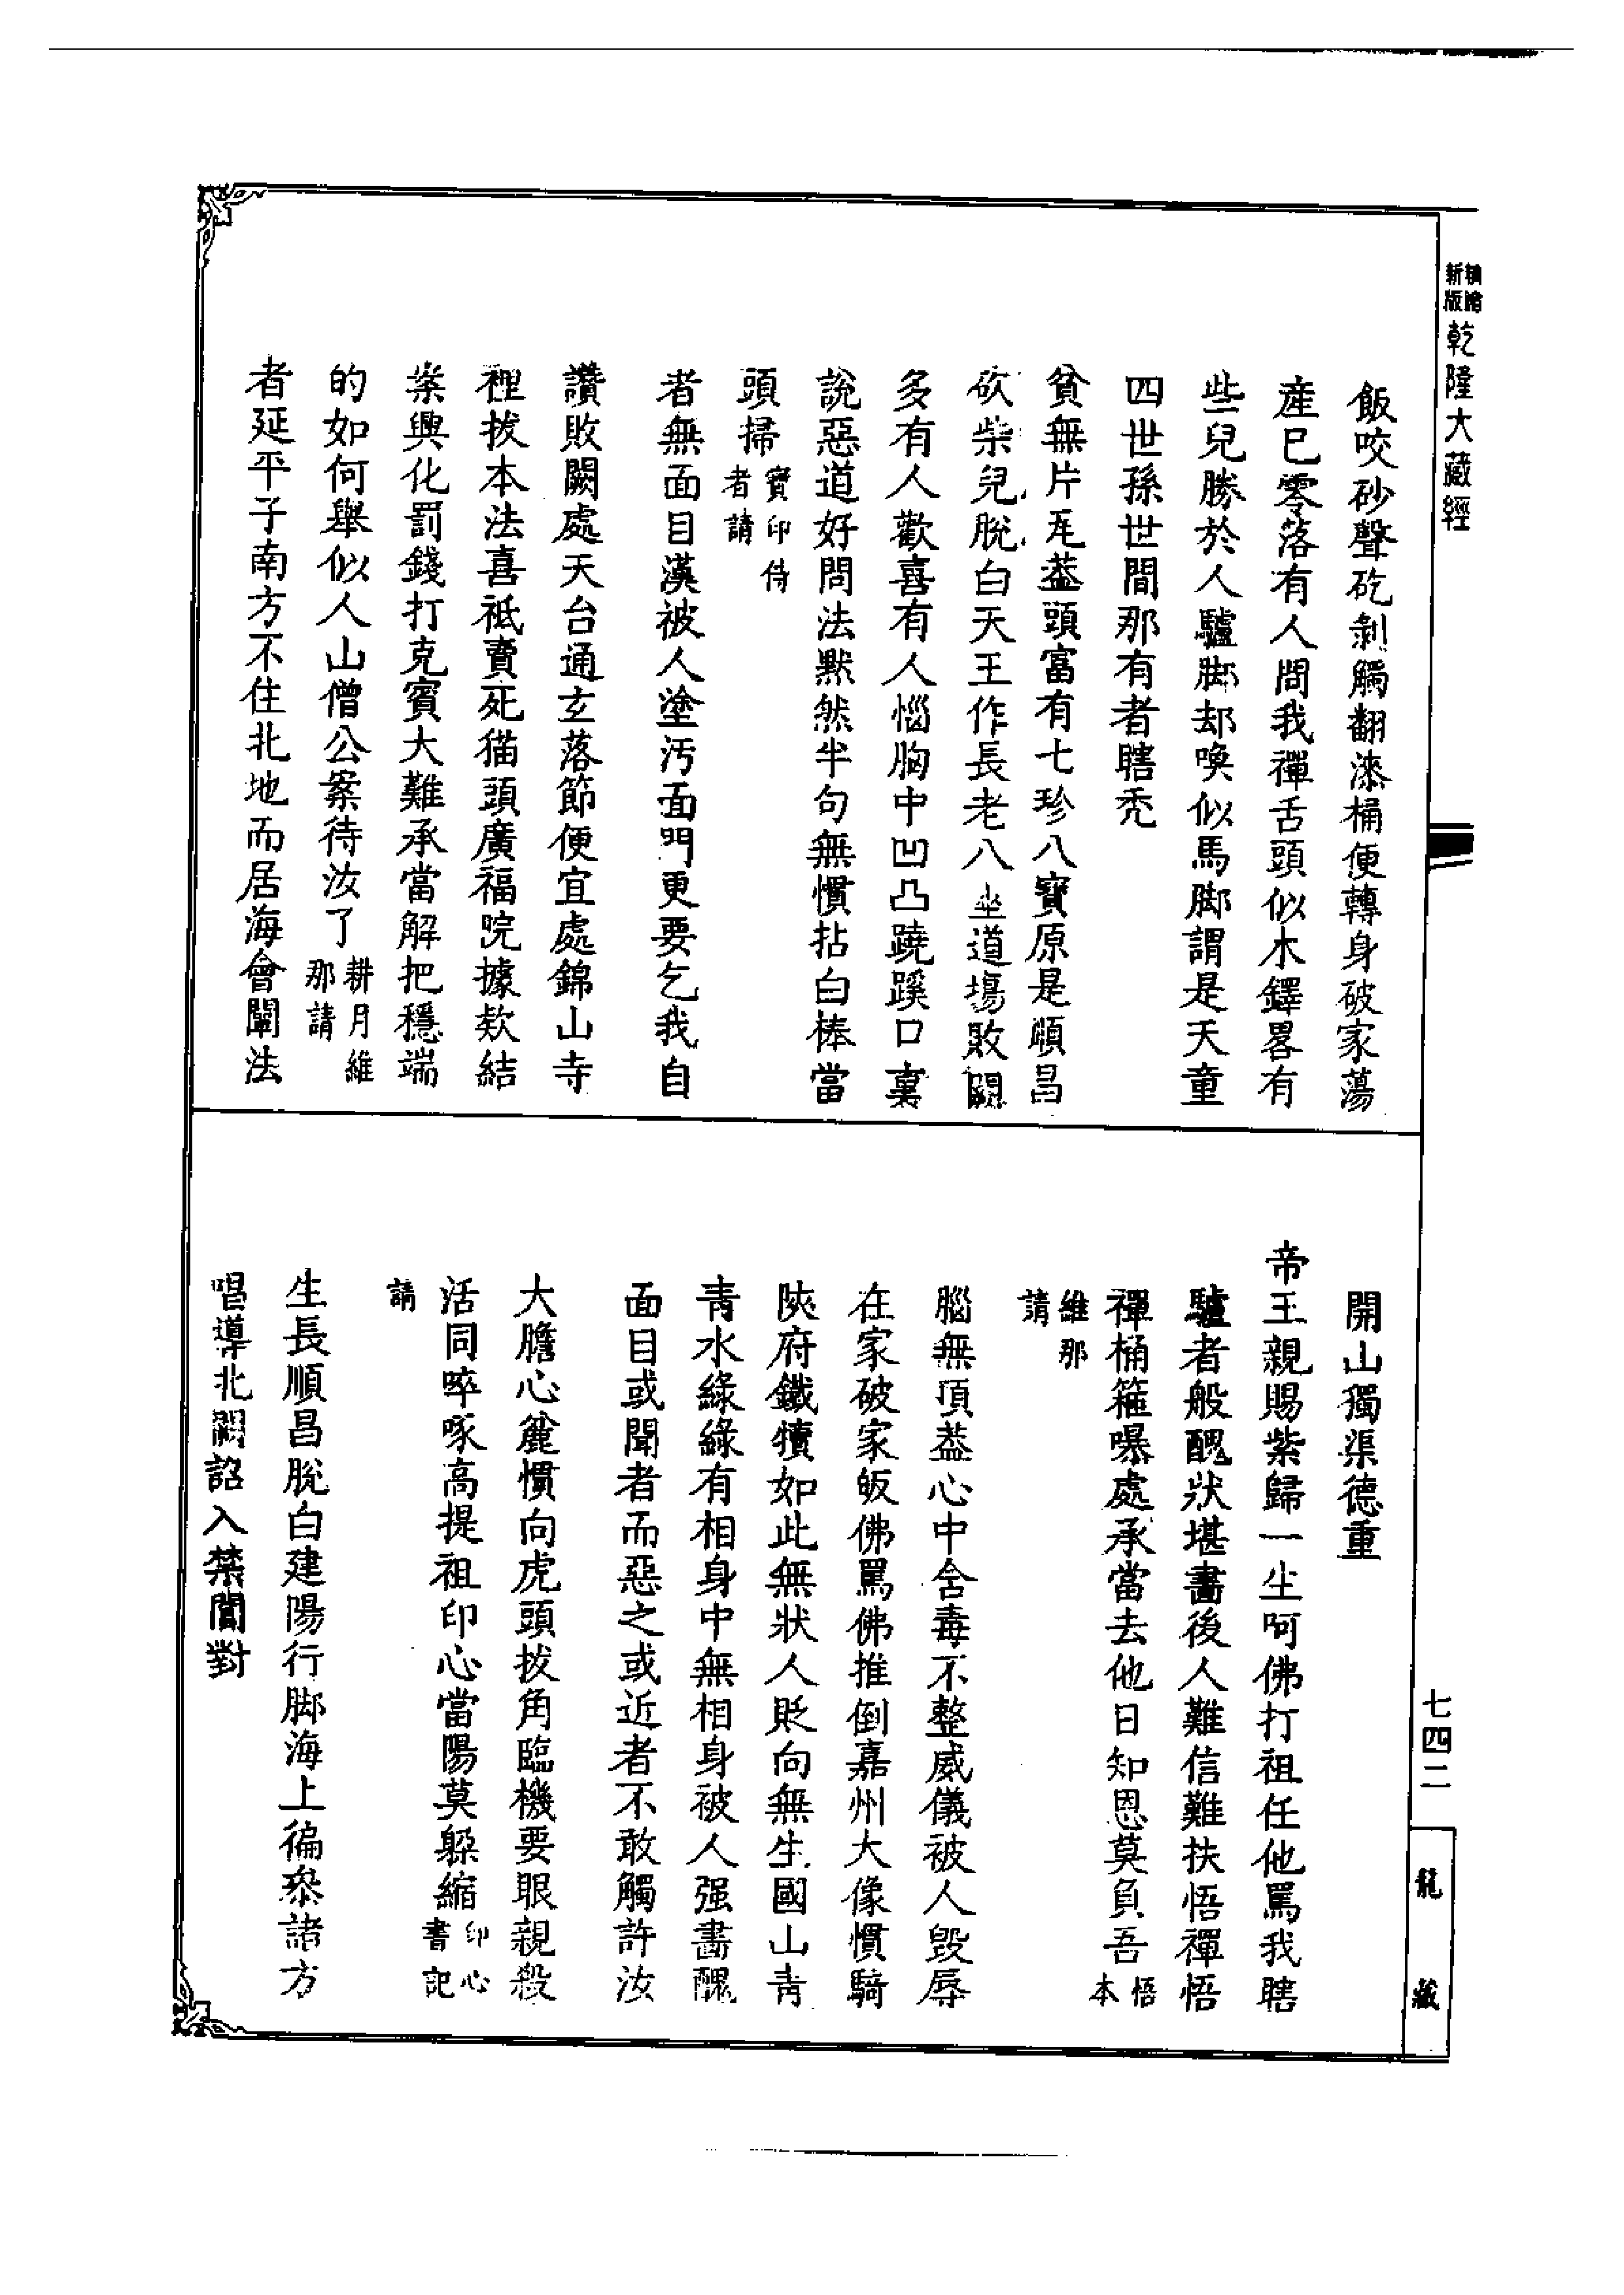 精繪新版乾隆大藏經
飯咬砂聲矻剝觸翻漆桶便轉身破家蕩
産巳零落有人問我禪舌頭似木鐸畧有
些兒勝於人驢脚却喚似馬脚謂是天童
四世孫世間那有者瞎禿
貧無片瓦葢頭富有七珍八寶原是順昌
砍柴兒脫白天王作長老八坐道塲敗闕
多有人歡喜有人惱胸中凹凸蹺蹊口裏
說惡道好問法默然半句無慣拈白棒當
頭掃寶印侍者請
者無面目漢被人塗汚面門更要乞我自
讚敗闕處天台通玄落節便宜處錦山寺
裡拔本法喜祗賣死猫頭廣福院據欵結
案興化罰錢打克賓大難承當解把穩端
的如何舉似人山僧公案待汝了耕月維那請
者延平子南方不住北地而居海會闡法
開山獨渠德重
帝王親賜紫歸一坐呵佛打祖任他罵我瞎
驢者般醜狀堪畵後人難信難扶悟禪悟
禪桶箍曝處承當去他日知恩莫負吾悟本
維那請
腦無頂葢心中含毒不整威儀被人毀辱
在家破家皈佛罵佛推倒嘉州大像慣騎
陝府鐵犢如此無狀人貶向無生國山青
青水綠綠有相身中無相身被人强畵醜
面目或聞者而惡之或近者不敢觸許汝
大膽心麄慣向虎頭拔角臨機要眼親殺
活同啐啄高提祖印心當陽莫躱縮印心書記
請
生長順昌脫白建陽行脚海上徧叅諸方
唱導北闕詔入禁闈對
七四二
龍藏